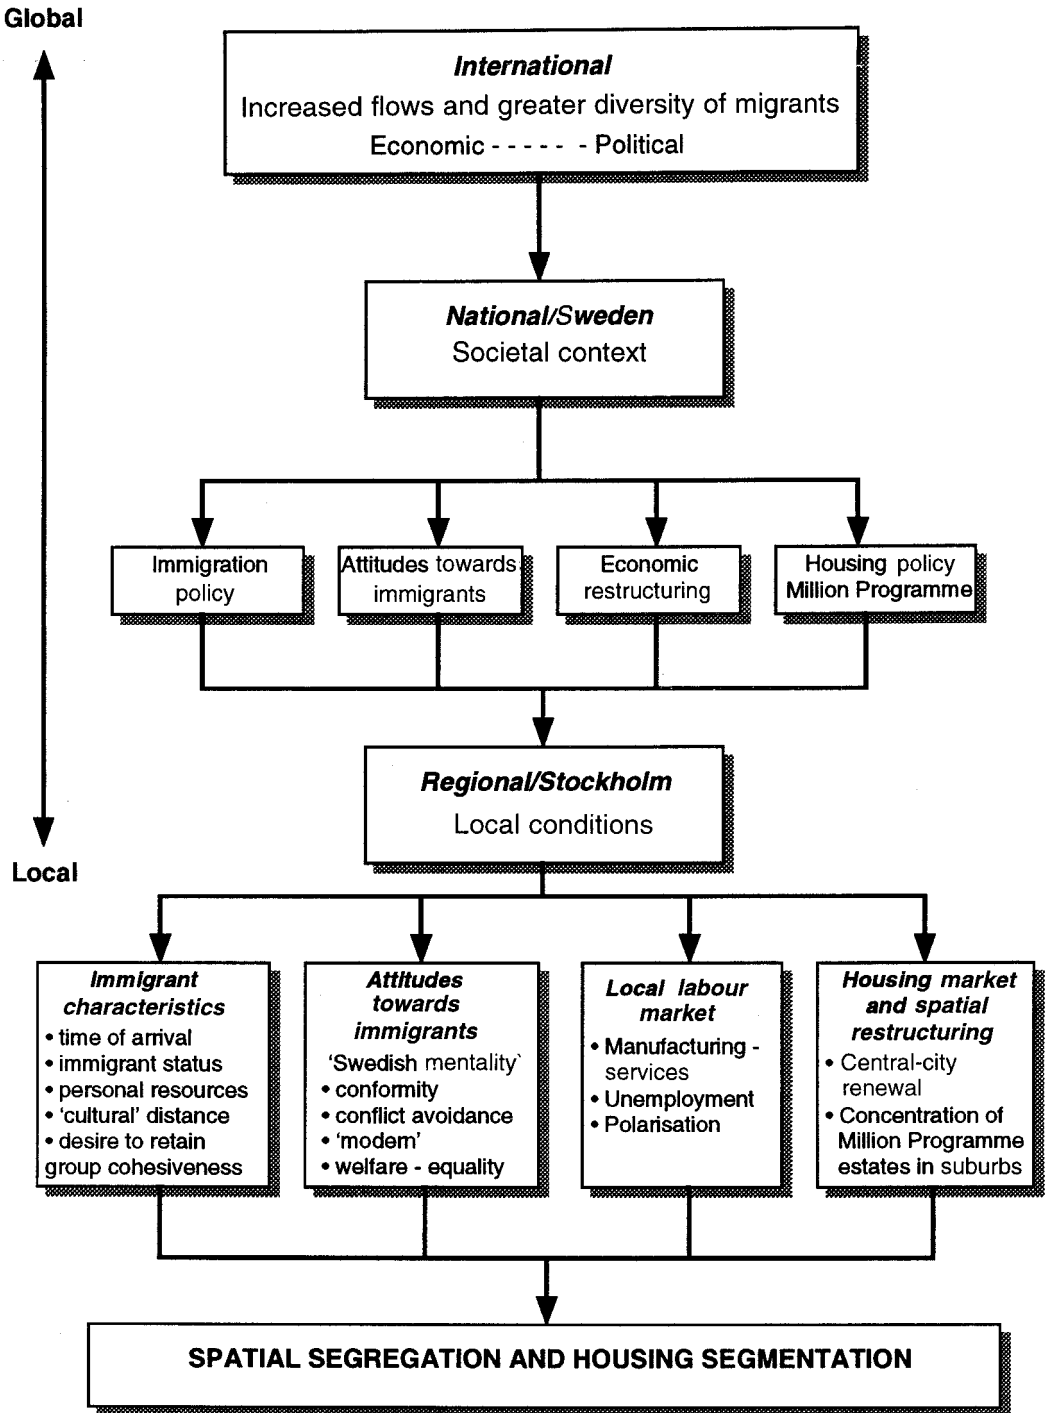 Global
International
Increased flows and greater diversity of migrants
Economic - - - - - - Political
National/Sweden
Societal context
Immigration
policy
Attitudes towards
immigrants
Economic
restructuring
Housing policy
Million Programme
Regional/Stockholm
Local conditions
Local
Immigrant
characteristics
• time of arrival
• immigrant status
• personal resources
• 'cultural' distance
• desire to retain
group cohesiveness
Attitudes
towards
immigrants
'Swedish mentality'
• conformity
• conflict avoidance
• 'modern'
• welfare - equality
Local labour
market
• Manufacturing -
services
• Unemployment
• Polarisation
Housing market
and spatial
restructuring
• Central-city
renewal
• Concentration of
Million Programme
estates in suburbs
SPATIAL SEGREGATION AND HOUSING SEGMENTATION